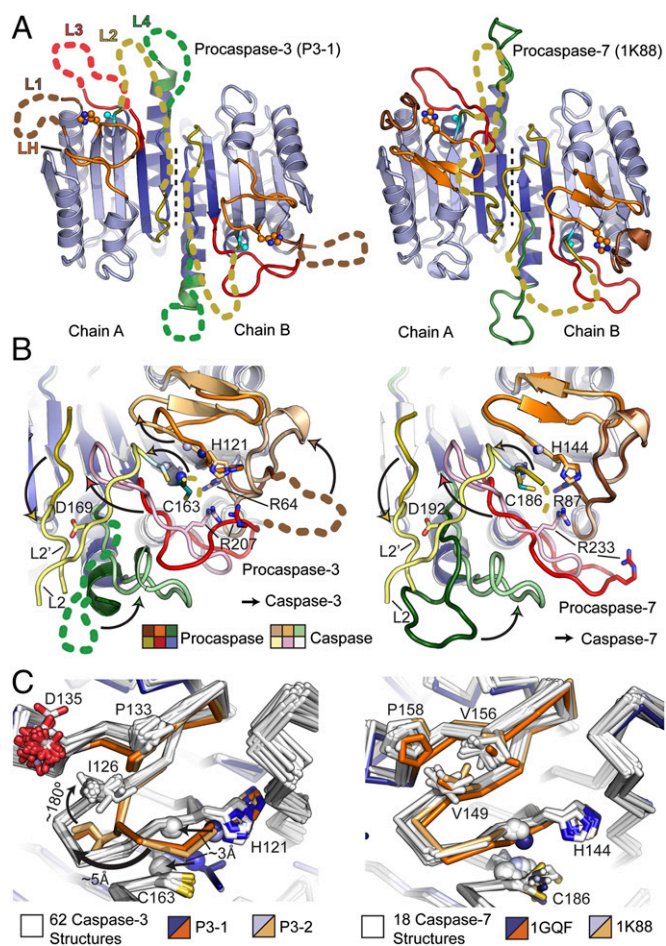 A
L3
L2
L4
Procaspase-3 (P3-1)
Procaspase-7 (1K88)
L1
LH
Chain A
Chain B
Chain A
Chain B
B
H121
C163
R64
D169
R207
L2'
L2
Procaspase-3
Caspase-3
Procaspase
Caspase
H144
C186
R87
D192
R233
L2'
L2
Procaspase-7
Caspase-7
C
D135
P133
I126
~180º
~3Å
H121
~5Å
C163
62 Caspase-3 Structures
P3-1
P3-2
P158
V156
V149
H144
C186
18 Caspase-7 Structures
1GQF
1K88